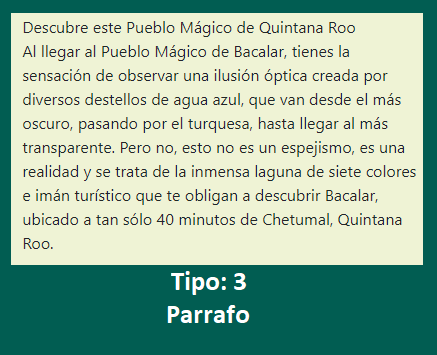 Descubre este Pueblo Mágico de Quintana Roo
Al llegar al Pueblo Mágico de Bacalar, tienes la
sensación de observar una ilusión óptica creada por
diversos destellos de agua azul, que van desde el más
oscuro, pasando por el turquesa, hasta llegar al más
transparente. Pero no, esto no es un espejismo, es una
realidad y se trata de la inmensa laguna de siete colores
e imán turístico que te obligan a descubrir Bacalar,
ubicado a tan sólo 40 minutos de Chetumal, Quintana
Roo.
Tipo: 3
Parrafo